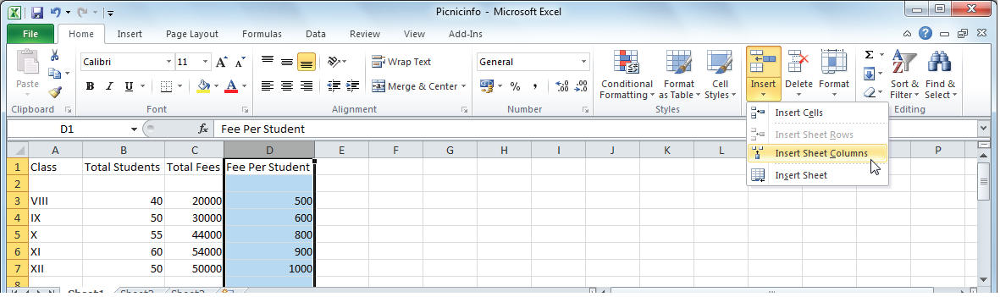 Picnicinfo - Microsoft Excel
File Home Insert Page Layout Formulas Data Review View Add-Ins
Paste
Clipboard
Calibri 11
B I U A A A
Font
Wrap Text
Merge & Center
Alignment
General
% ,
Number
Conditional Formatting
Format as Table
Cell Styles
Styles
Insert Delete Format
Σ
Sort & Filter
Find & Select
Editing
Insert Cells
Insert Sheet Rows
Insert Sheet Columns
Insert Sheet
D1 fx Fee Per Student
A B C D E F G H I J K L P
1 Class Total Students Total Fees Fee Per Student
2
3 VIII 40 20000 500
4 IX 50 30000 600
5 X 55 44000 800
6 XI 60 54000 900
7 XII 50 50000 1000
8
Sheet1 Sheet2 Sheet3